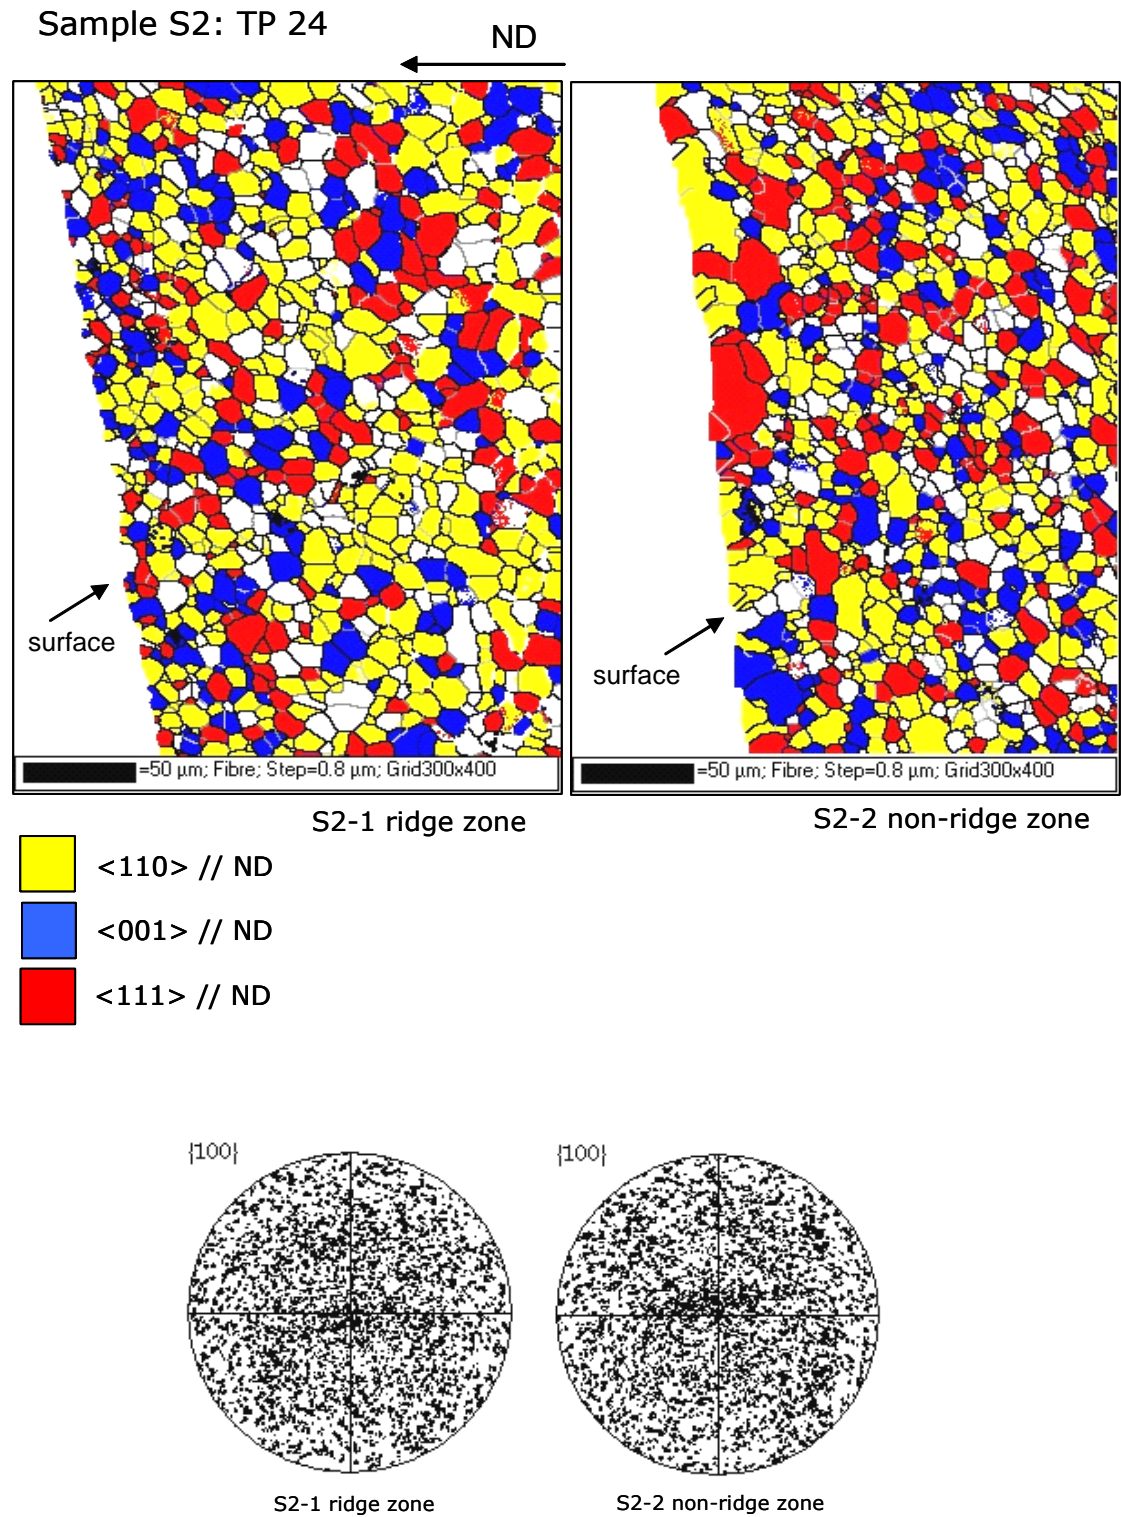 Sample S2: TP 24
ND
surface
surface
=50 µm; Fibre; Step=0.8 µm; Grid300x400
=50 µm; Fibre; Step=0.8 µm; Grid300x400
S2-1 ridge zone
S2-2 non-ridge zone
<110> // ND
<001> // ND
<111> // ND
{100}
{100}
S2-1 ridge zone
S2-2 non-ridge zone